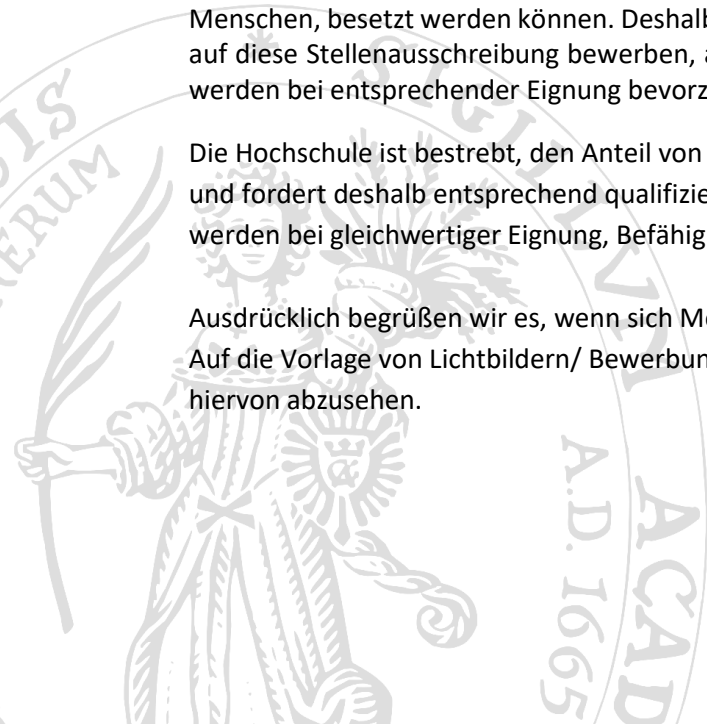 Menschen, besetzt werden können. Deshalb
auf diese Stellenausschreibung bewerben,
werden bei entsprechender Eignung bevorz
Die Hochschule ist bestrebt, den Anteil von
und fordert deshalb entsprechend qualifizie
werden bei gleichwertiger Eignung, Befähig
Ausdrücklich begrüßen wir es, wenn sich Me
Auf die Vorlage von Lichtbildern/ Bewerbun
hiervon abzusehen.
SIGILLVM ACAD
A.D. 1665